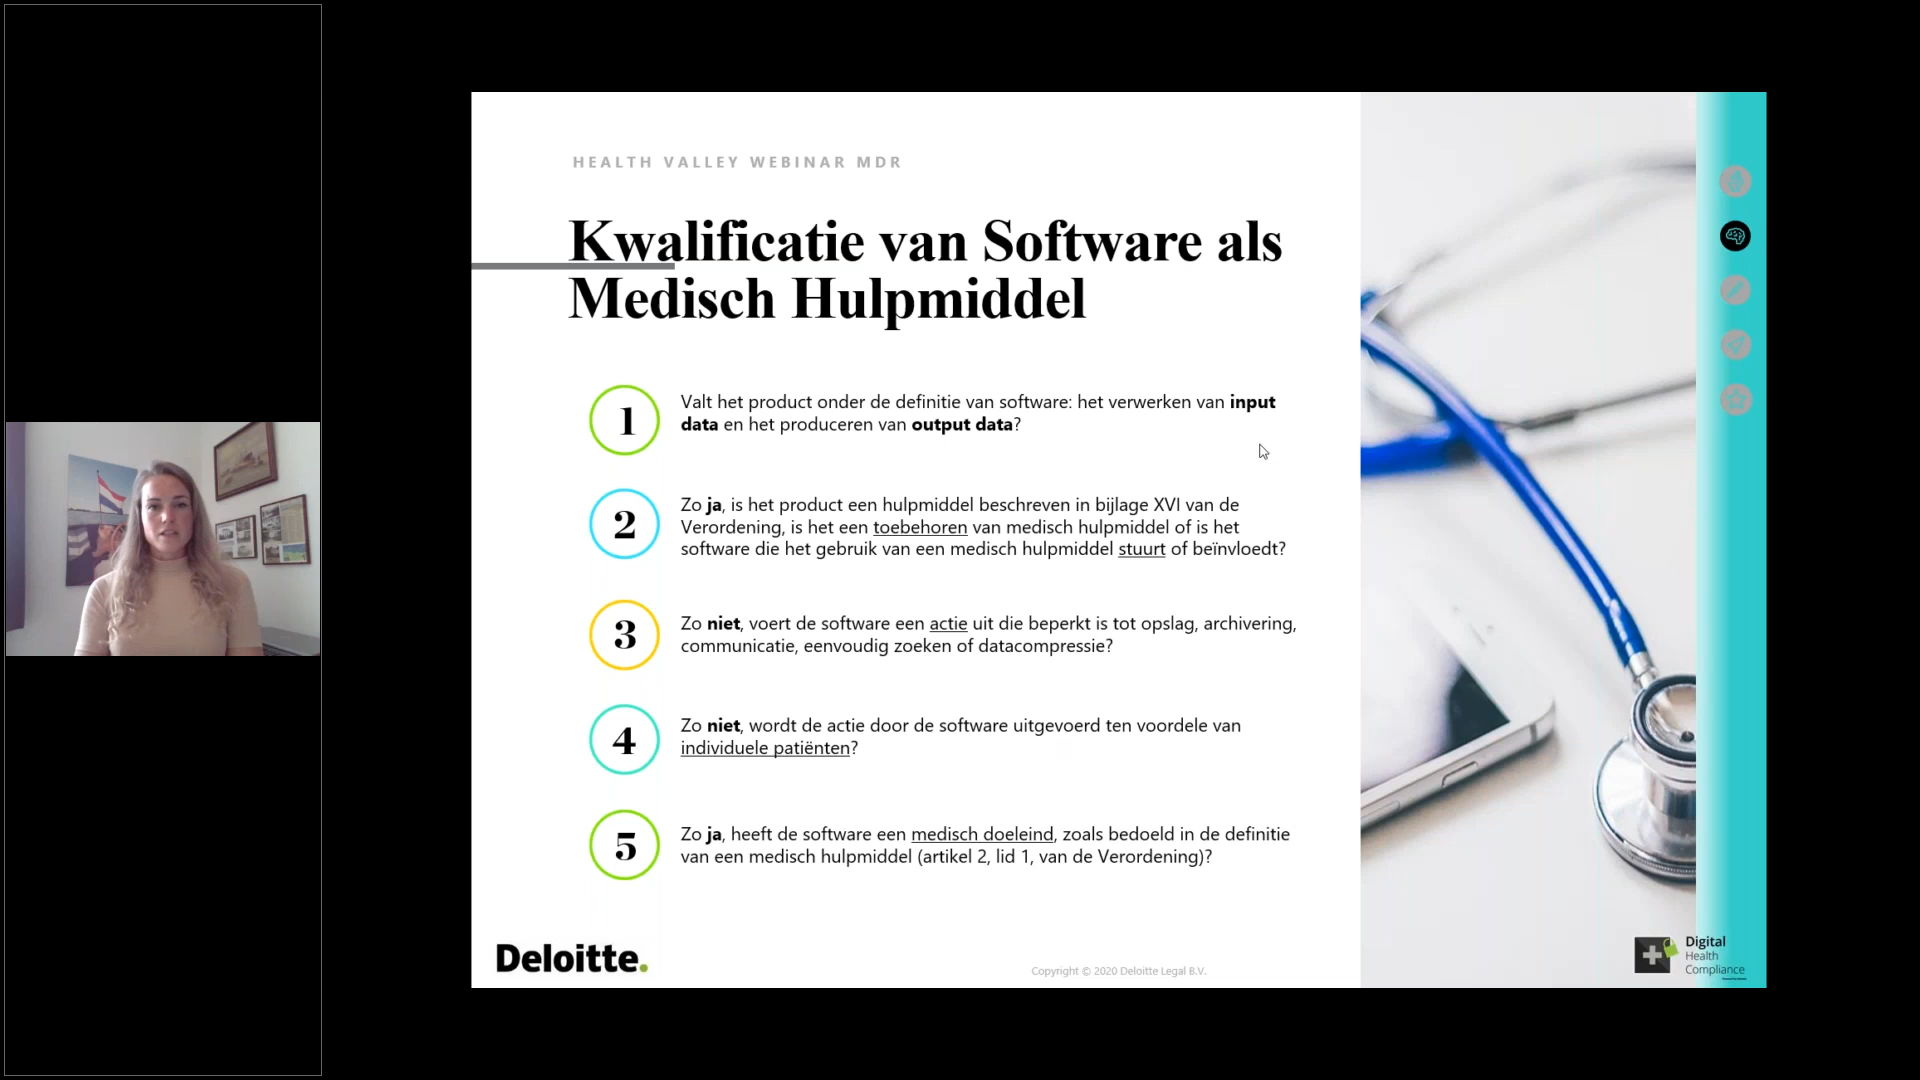 HEALTH VALLEY WEBINAR MDR
Kwalificatie van Software als
Medisch Hulpmiddel
1
Valt het product onder de definitie van software: het verwerken van input
data en het produceren van output data?
2
Zo ja, is het product een hulpmiddel beschreven in bijlage XVI van de
Verordening, is het een toebehoren van medisch hulpmiddel of is het
software die het gebruik van een medisch hulpmiddel stuurt of beïnvloedt?
3
Zo niet, voert de software een actie uit die beperkt is tot opslag, archivering,
communicatie, eenvoudig zoeken of datacompressie?
4
Zo niet, wordt de actie door de software uitgevoerd ten voordele van
individuele patiënten?
5
Zo ja, heeft de software een medisch doeleind, zoals bedoeld in de definitie
van een medisch hulpmiddel (artikel 2, lid 1, van de Verordening)?
Deloitte.
Copyright © 2020 Deloitte Legal B.V.
Digital
Health
Compliance